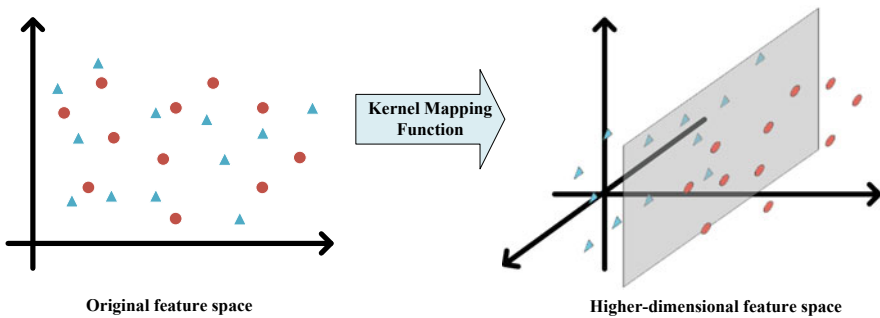 Kernel Mapping
Function
Original feature space
Higher-dimensional feature space